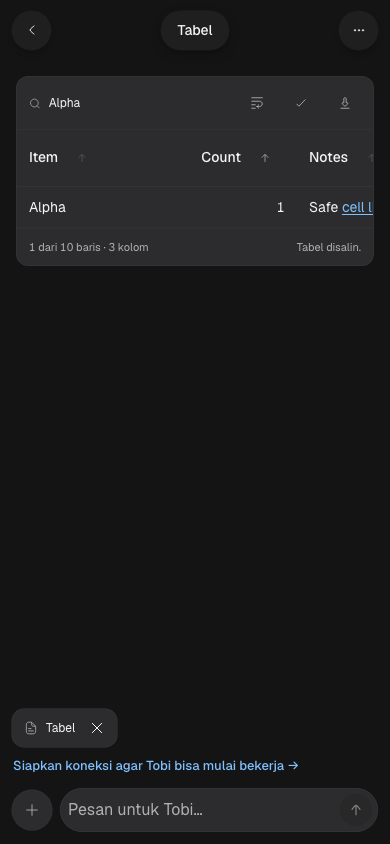 Tabel
Alpha
Item Count Notes
Alpha 1 Safe cell
1 dari 10 baris · 3 kolom Tabel disalin.
Tabel
Siapkan koneksi agar Tobi bisa mulai bekerja →
Pesan untuk Tobi...